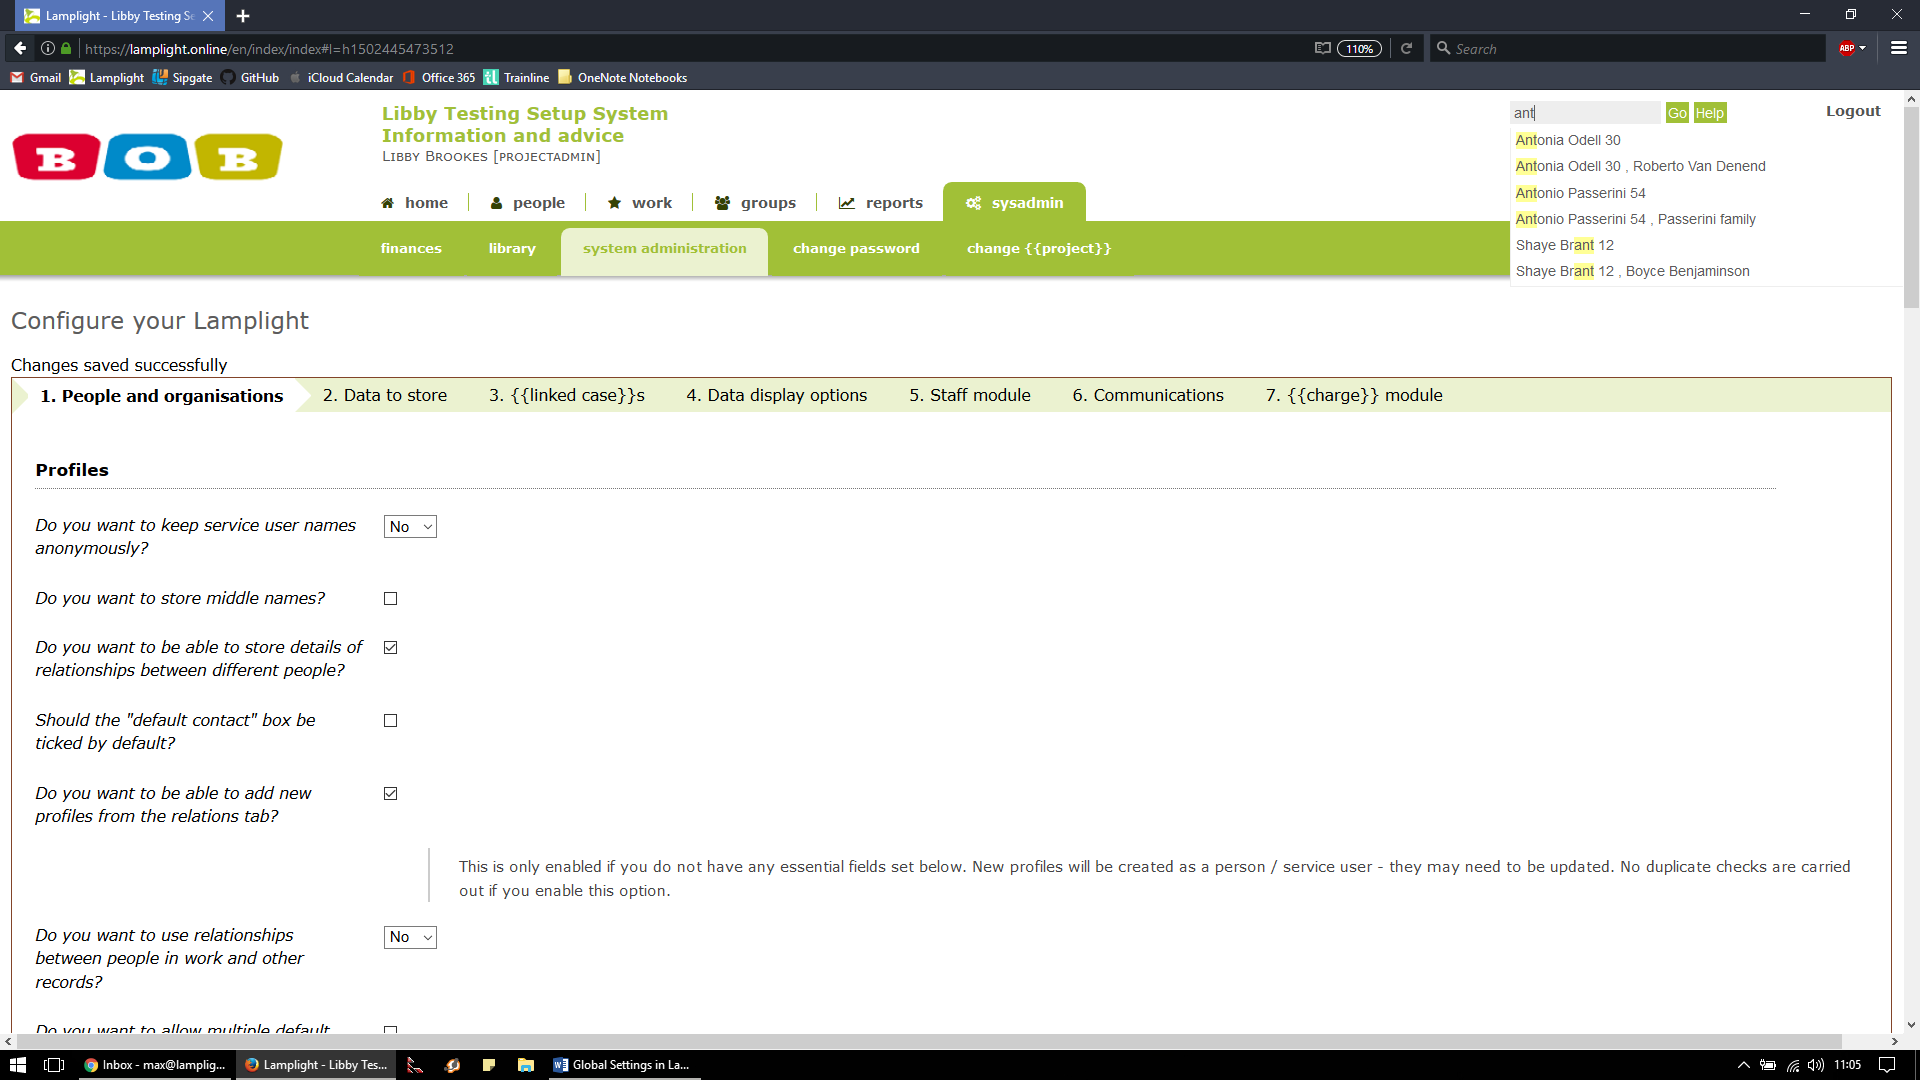 Lamplight - Libby Testing Se
https://lamplight.online/en/index/index#l=h1502445473512
110%
Search
ABP
Gmail Lamplight Sipgate GitHub iCloud Calendar Office 365 Trainline OneNote Notebooks
BOB
Libby Testing Setup System
Information and advice
LIBBY BROOKES [PROJECTADMIN]
ant
Go Help
Logout
Antonia Odell 30
Antonia Odell 30 , Roberto Van Denend
Antonio Passerini 54
Antonio Passerini 54 , Passerini family
Shaye Brant 12
Shaye Brant 12 , Boyce Benjaminson
home people work groups reports sysadmin
finances library system administration change password change {{project}}
Configure your Lamplight
Changes saved successfully
1. People and organisations 2. Data to store 3. {{linked case}}s 4. Data display options 5. Staff module 6. Communications 7. {{charge}} module
Profiles
Do you want to keep service user names
anonymously?
No
Do you want to store middle names?
Do you want to be able to store details of
relationships between different people?
Should the "default contact" box be
ticked by default?
Do you want to be able to add new
profiles from the relations tab?
This is only enabled if you do not have any essential fields set below. New profiles will be created as a person / service user - they may need to be updated. No duplicate checks are carried
out if you enable this option.
Do you want to use relationships
between people in work and other
records?
No
Do you want to allow multiple default
Inbox - max@lamplig...
Lamplight - Libby Tes...
Global Settings in La...
11:05